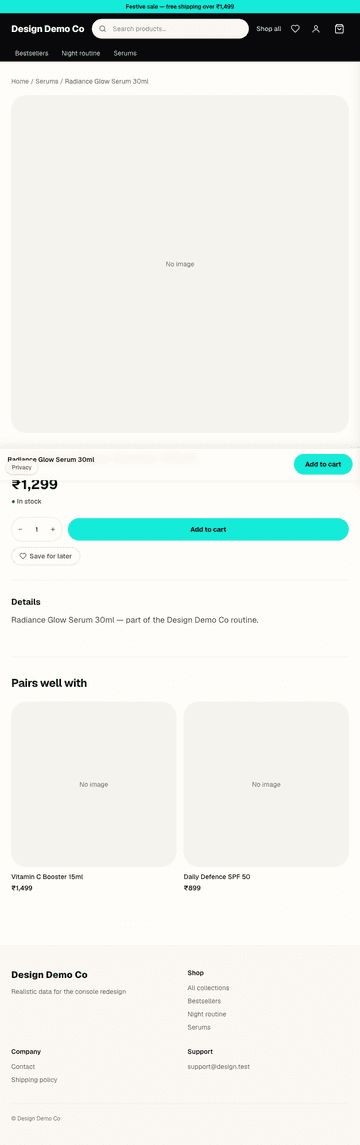 Festive sale — free shipping over ₹1,499
Design Demo Co
Search products...
Shop all
Bestsellers
Night routine
Serums
Home / Serums / Radiance Glow Serum 30ml
No image
Radiance Glow Serum 30ml
Add to cart
Privacy
₹1,299
In stock
− 1 +
Add to cart
Save for later
Details
Radiance Glow Serum 30ml — part of the Design Demo Co routine.
Pairs well with
No image
No image
Vitamin C Booster 15ml
₹1,499
Daily Defence SPF 50
₹899
Design Demo Co
Realistic data for the console redesign
Shop
All collections
Bestsellers
Night routine
Serums
Company
Contact
Shipping policy
Support
support@design.test
© Design Demo Co